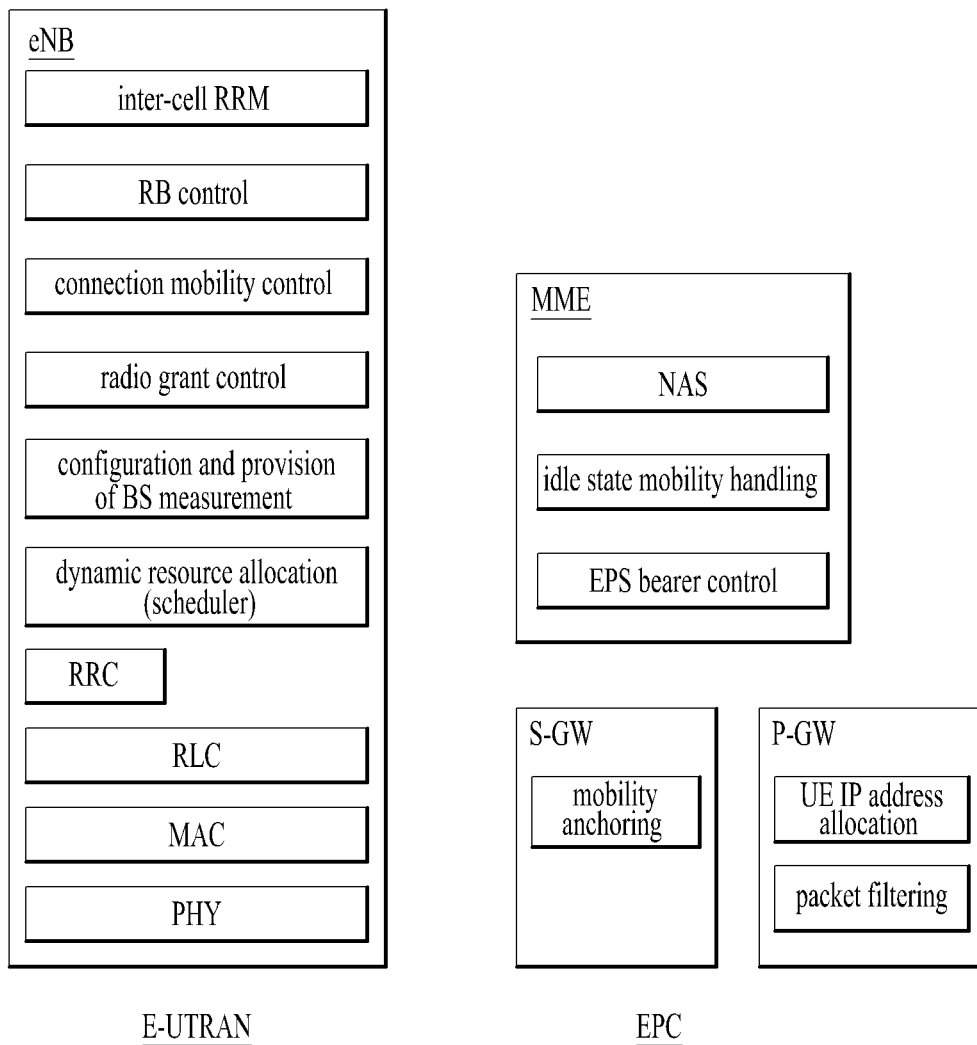 eNB
inter-cell RRM
RB control
connection mobility control
radio grant control
configuration and provision
of BS measurement
dynamic resource allocation
(scheduler)
RRC
RLC
MAC
PHY
E-UTRAN
MME
NAS
idle state mobility handling
EPS bearer control
S-GW
mobility
anchoring
P-GW
UE IP address
allocation
packet filtering
EPC